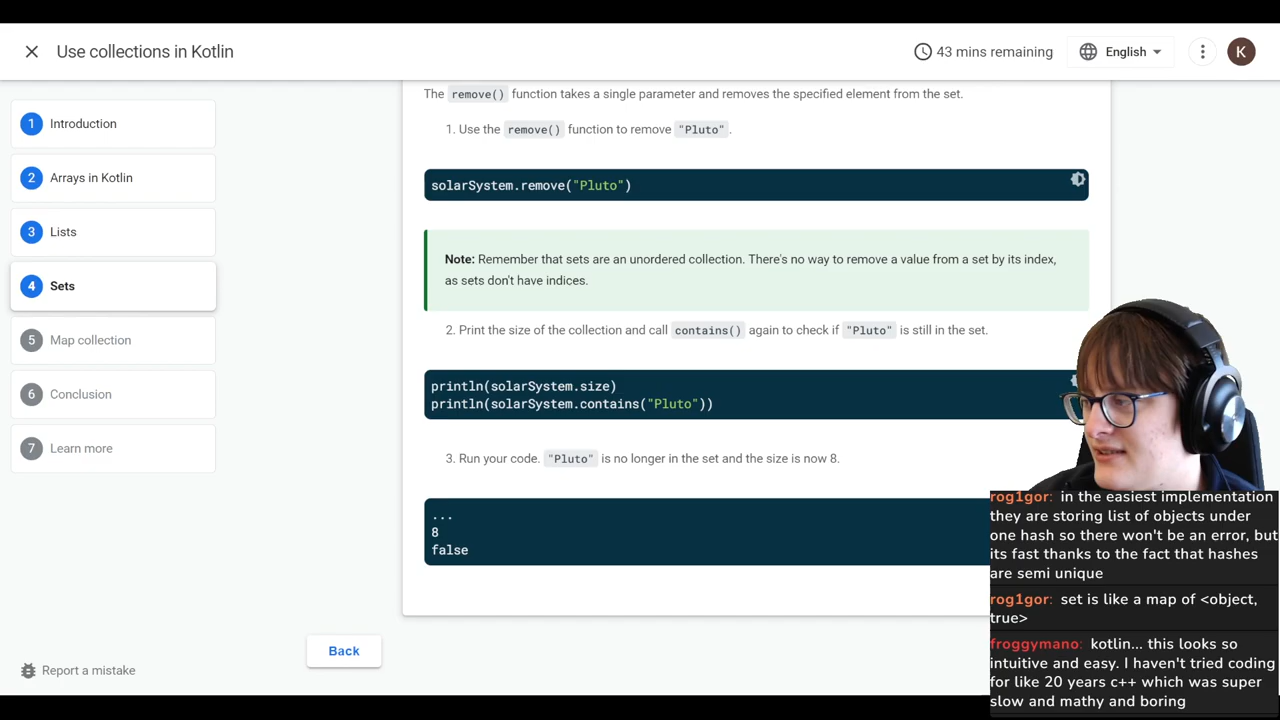 Use collections in Kotlin
43 mins remaining
English
K
1 Introduction
2 Arrays in Kotlin
3 Lists
4 Sets
5 Map collection
6 Conclusion
7 Learn more
The remove() function takes a single parameter and removes the specified element from the set.
1. Use the remove() function to remove "Pluto".
solarSystem.remove("Pluto")
Note: Remember that sets are an unordered collection. There's no way to remove a value from a set by its index,
as sets don't have indices.
2. Print the size of the collection and call contains() again to check if "Pluto" is still in the set.
println(solarSystem.size)
println(solarSystem.contains("Pluto"))
3. Run your code. "Pluto" is no longer in the set and the size is now 8.
...
8
false
Back
Report a mistake
rog1gor: in the easiest implementation
they are storing list of objects under
one hash so there won't be an error, but
its fast thanks to the fact that hashes
are semi unique
rog1gor: set is like a map of <object,
true>
froggymano: kotlin... this looks so
intuitive and easy. I haven't tried coding
for like 20 years c++ which was super
slow and mathy and boring